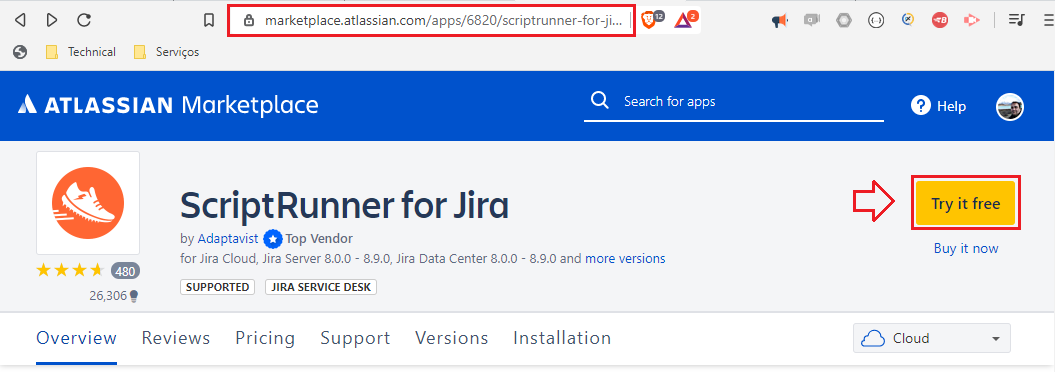 marketplace.atlassian.com/apps/6820/scriptrunner-for-ji...
12
2
Technical
Serviços
ATLASSIAN Marketplace
Search for apps
Help
ScriptRunner for Jira
by Adaptavist Top Vendor
for Jira Cloud, Jira Server 8.0.0 - 8.9.0, Jira Data Center 8.0.0 - 8.9.0 and more versions
480
26,306
SUPPORTED
JIRA SERVICE DESK
Try it free
Buy it now
Overview
Reviews
Pricing
Support
Versions
Installation
Cloud